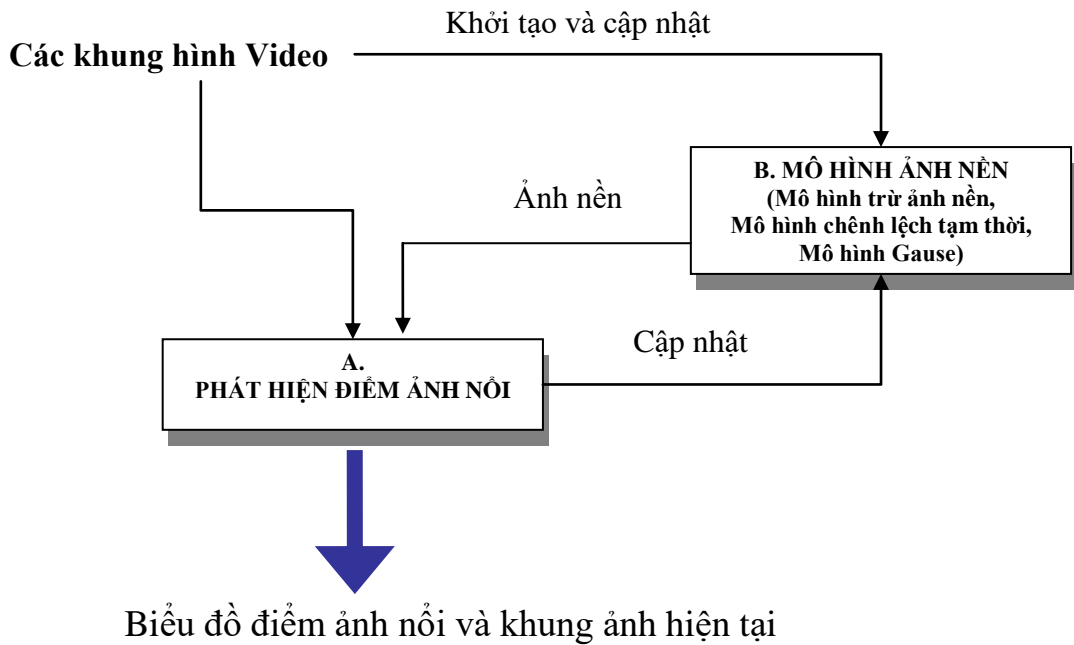 Khởi tạo và cập nhật
Các khung hình Video
B. MÔ HÌNH ẢNH NỀN
(Mô hình trừ ảnh nền,
Mô hình chênh lệch tạm thời,
Mô hình Gause)
Ảnh nền
Cập nhật
A.
PHÁT HIỆN ĐIỂM ẢNH NỔI
Biểu đồ điểm ảnh nổi và khung ảnh hiện tại